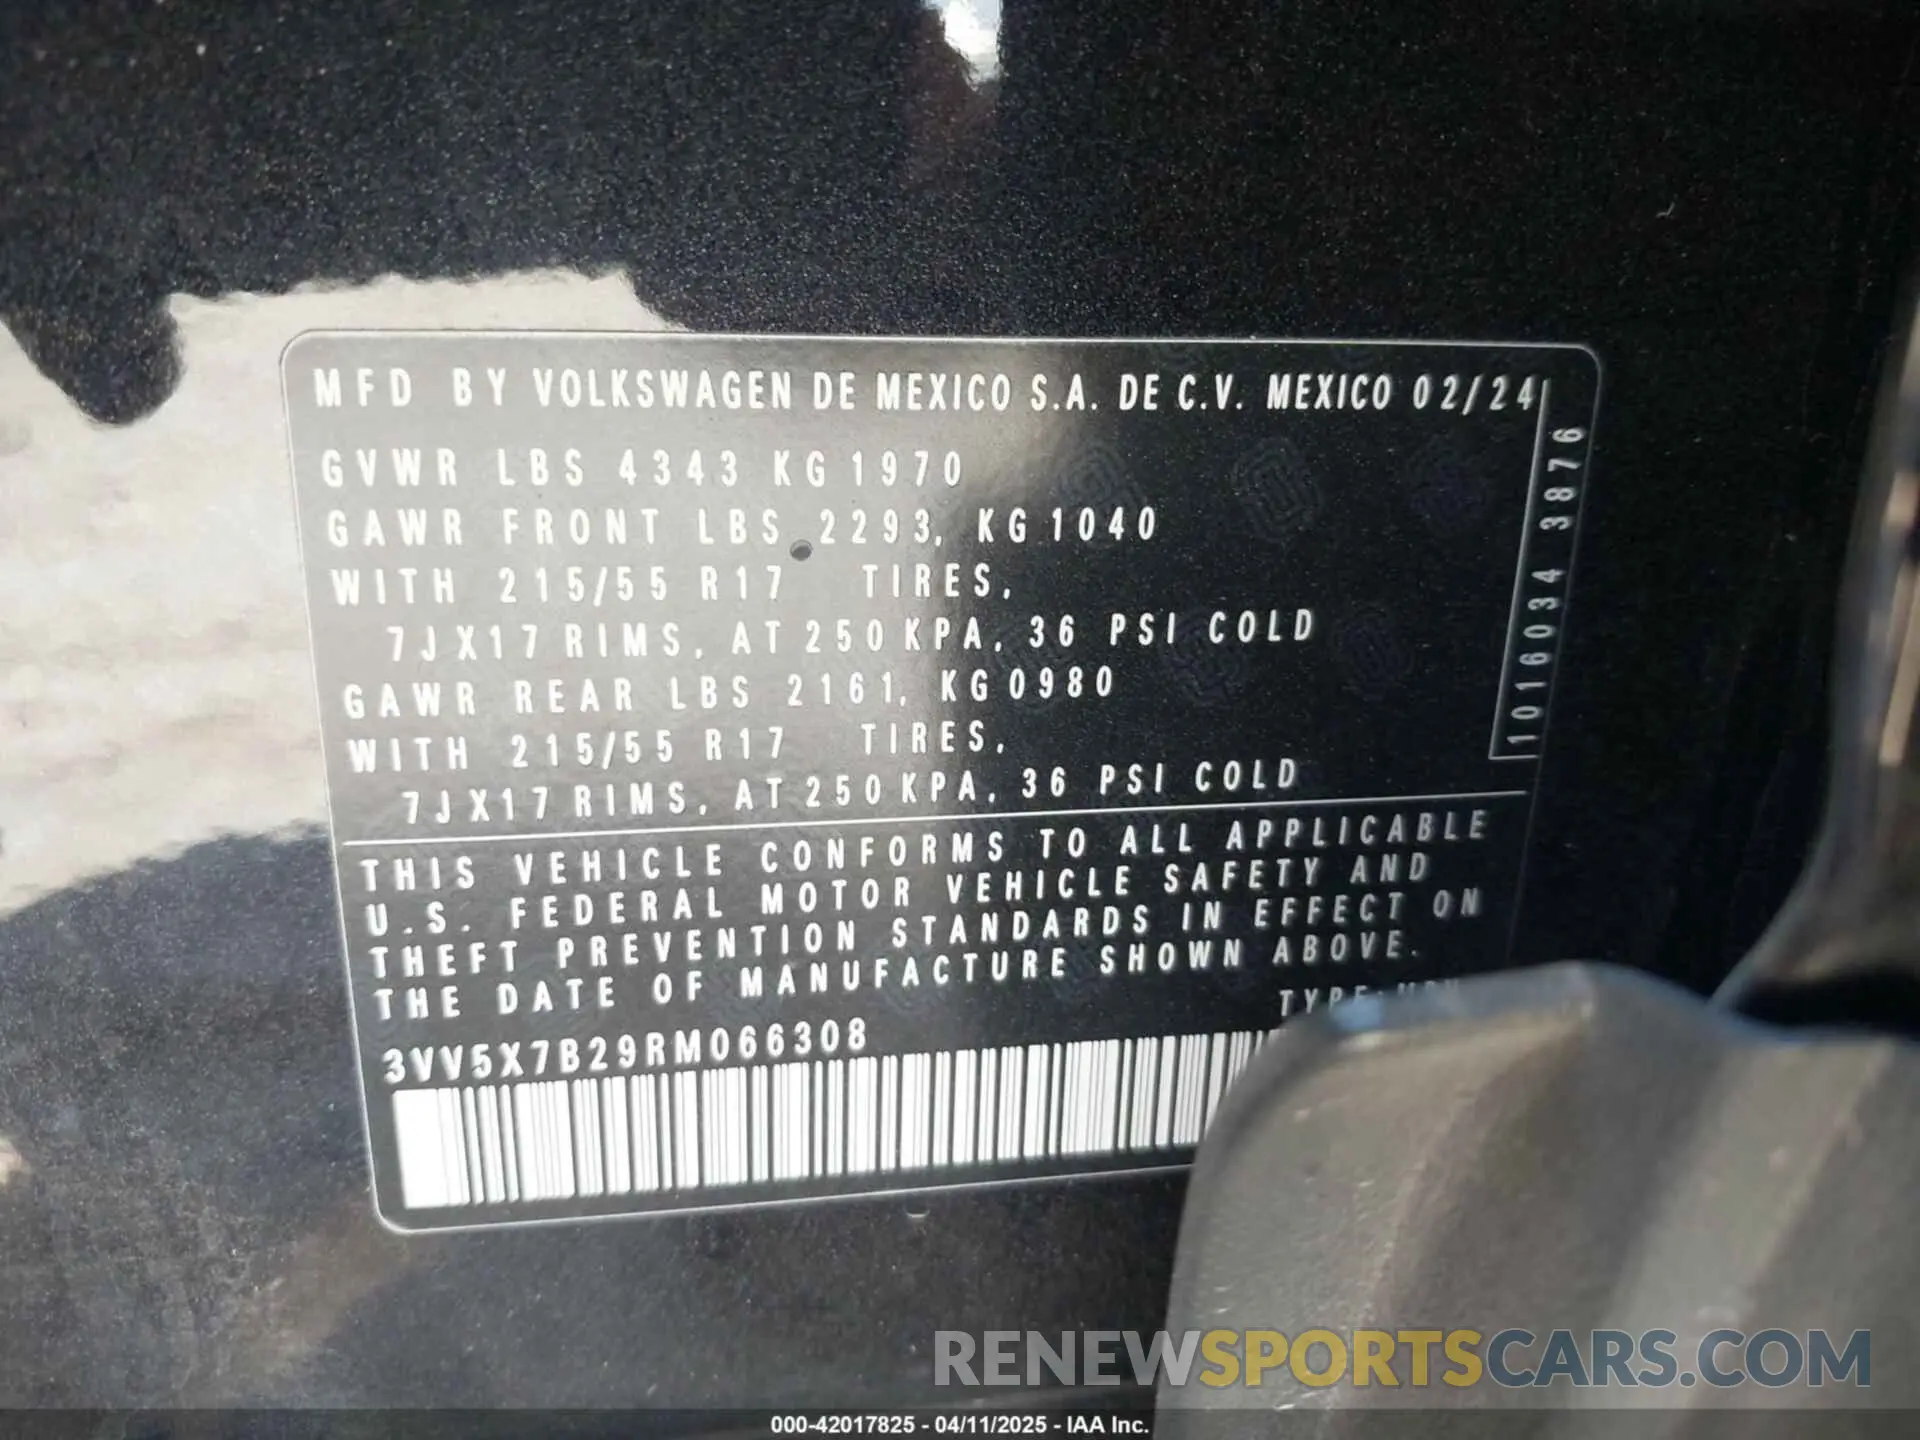 MFD BY VOLKSWAGEN DE MEXICO S.A. DE C.V. MEXICO 02/24
GVWR LBS 4343 KG 1970
GAWR FRONT LBS 2293, KG 1040
WITH 215/55 R17 TIRES,
7JX17 RIMS, AT 250 KPA, 36 PSI COLD
GAWR REAR LBS 2161, KG 0980
WITH 215/55 R17 TIRES,
7JX17 RIMS, AT 250 KPA, 36 PSI COLD
1016034 3876
THIS VEHICLE CONFORMS TO ALL APPLICABLE
U.S. FEDERAL MOTOR VEHICLE SAFETY AND
THEFT PREVENTION STANDARDS IN EFFECT ON
THE DATE OF MANUFACTURE SHOWN ABOVE.
3VV5X7B29RM066308
RENEWSPORTSCARS.COM
000-42017825 - 04/11/2025 - IAA Inc.